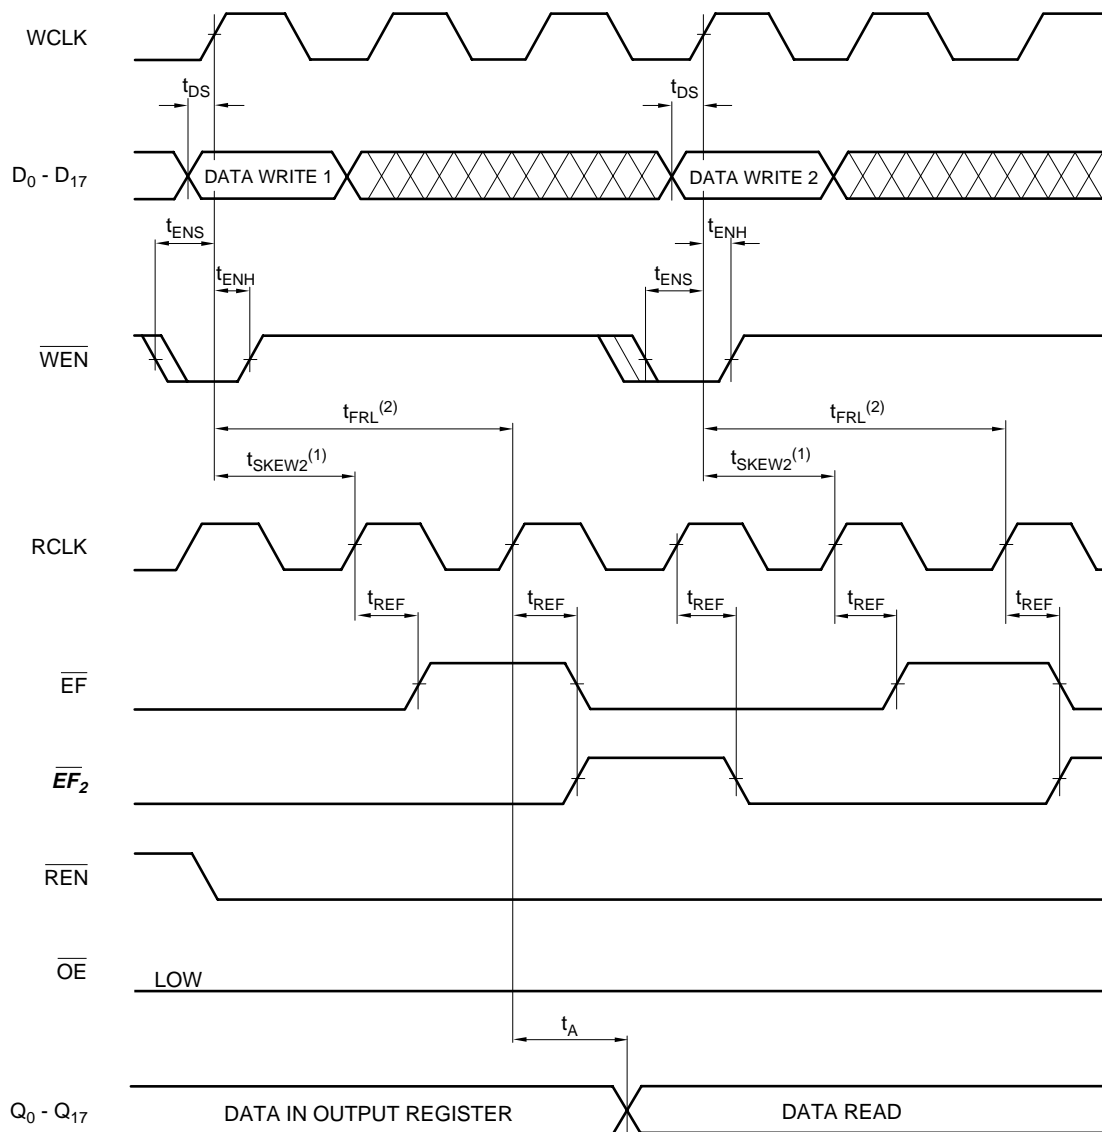 WCLK
tDS tDS
D0 - D17 DATA WRITE 1 DATA WRITE 2
tENS tENH
tENH tENS
WEN
tFRL(2) tFRL(2)
tSKEW2(1) tSKEW2(1)
RCLK
tREF tREF tREF tREF tREF
EF
EF2
REN
OE LOW
tA
Q0 - Q17 DATA IN OUTPUT REGISTER DATA READ